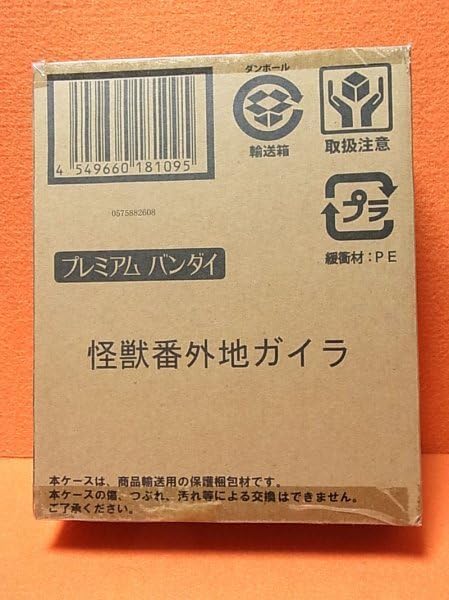 4 549660 181095
ダンボール
輸送箱
取扱注意
0575882608
プラ
緩衝材：PE
プレミアム バンダイ
怪獣番外地ガイラ
本ケースは、商品輸送用の保護梱包材です。
本ケースの傷、つぶれ、汚れ等による交換はできません。
ご了承ください。